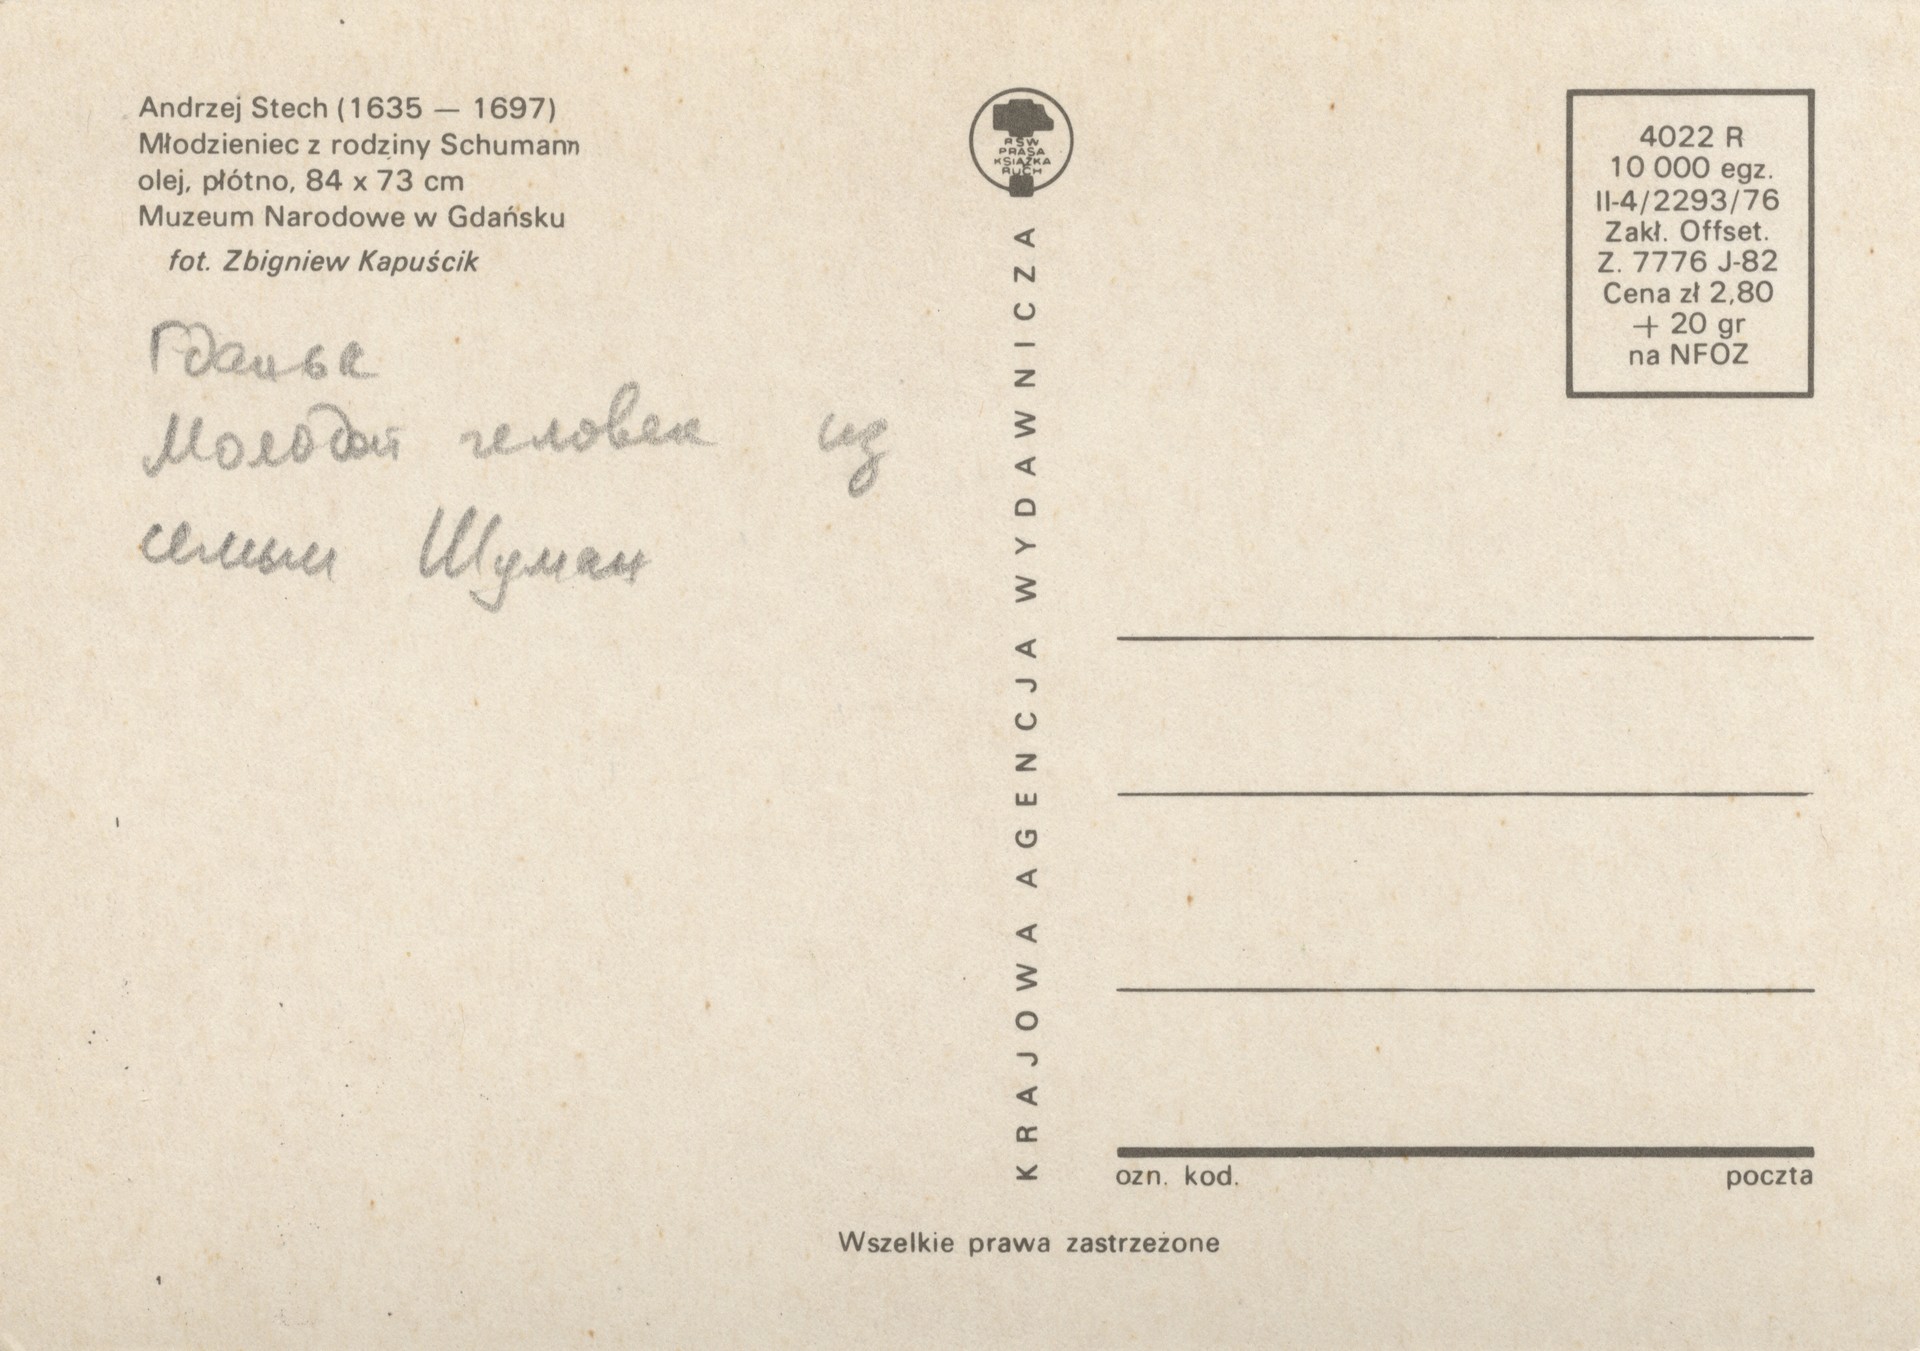 Andrzej Stech (1635 — 1697)
Młodzieniec z rodziny Schumann
olej, płótno, 84 x 73 cm
Muzeum Narodowe w Gdańsku
fot. Zbigniew Kapuścik
Гданьск
Молодой человек из
семьи Шуман
RSW
PRASA
KSIĄŻKA
RUCH
KRAJOWA AGENCJA WYDAWNICZA
4022 R
10 000 egz.
II-4/2293/76
Zakł. Offset.
Z. 7776 J-82
Cena zł 2,80
+ 20 gr
na NFOZ
ozn. kod. poczta
Wszelkie prawa zastrzeżone